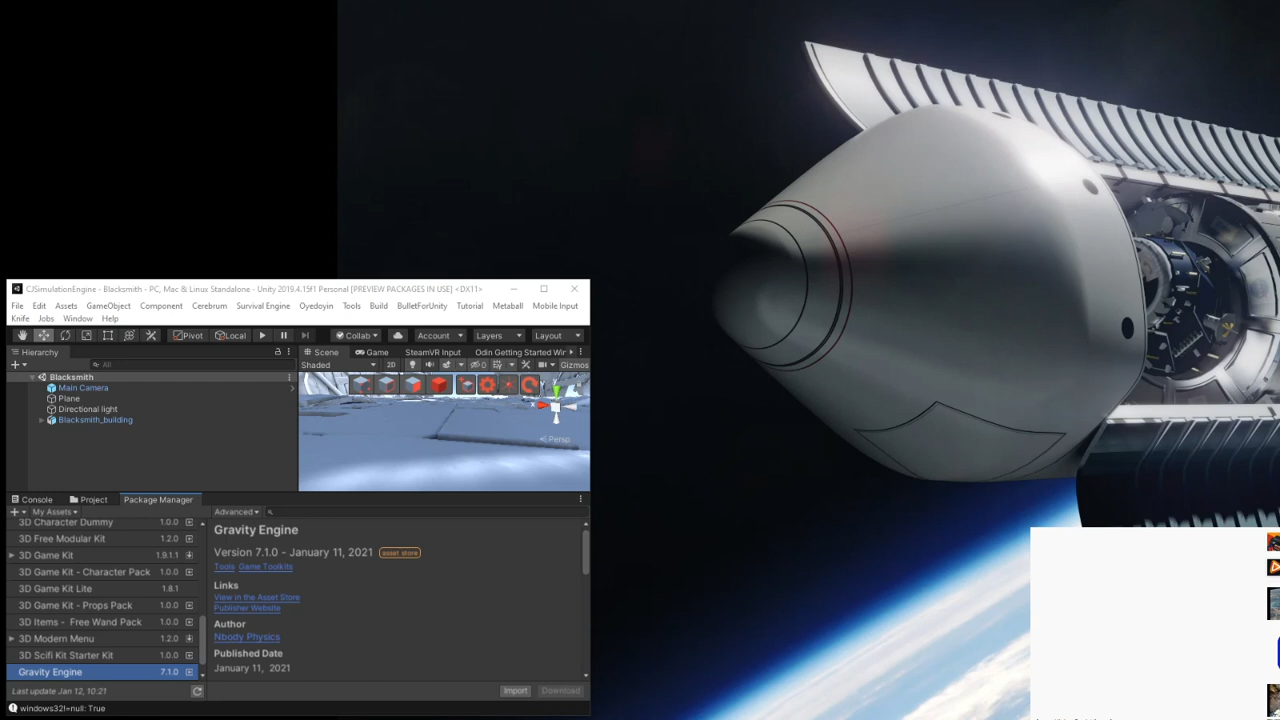 CJSimulationEngine - Blacksmith - PC, Mac & Linux Standalone - Unity 2019.4.15f1 Personal [PREVIEW PACKAGES IN USE] <DX11>
File Edit Assets GameObject Component Cerebrum Survival Engine Oyedoyin Tools Build BulletForUnity Tutorial Metaball Mobile Input
Knife Jobs Window Help
Pivot Local Collab Account Layers Layout
Hierarchy
All
Blacksmith
Main Camera
Plane
Directional light
Blacksmith_building
Scene Game SteamVR Input Odin Getting Started Wir
Shaded 2D 0 Gizmos
y
x
Persp
Console Project Package Manager
My Assets Advanced
3D Character Dummy 1.0.0
3D Free Modular Kit 1.2.0
3D Game Kit 1.9.1.1
3D Game Kit - Character Pack 1.0.0
3D Game Kit Lite 1.8.1
3D Game Kit - Props Pack 1.0.0
3D Items - Free Wand Pack 1.0.0
3D Modern Menu 1.2.0
3D Scifi Kit Starter Kit 1.0.0
Gravity Engine 7.1.0
Last update Jan 12, 10:21
Gravity Engine
Version 7.1.0 - January 11, 2021 asset store
Tools Game Toolkits
Links
View in the Asset Store
Publisher Website
Author
Nbody Physics
Published Date
January 11, 2021
Import Download
windows32!=null: True